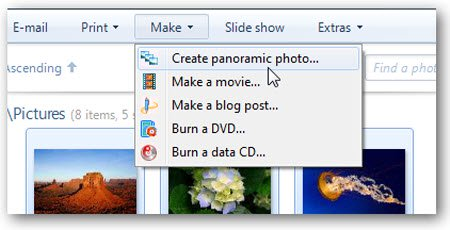 E-mail Print Make Slide show Extras
Create panoramic photo...
Ascending Find a pho
Make a movie...
Make a blog post...
\Pictures (8 items, 5 s
Burn a DVD...
Burn a data CD...